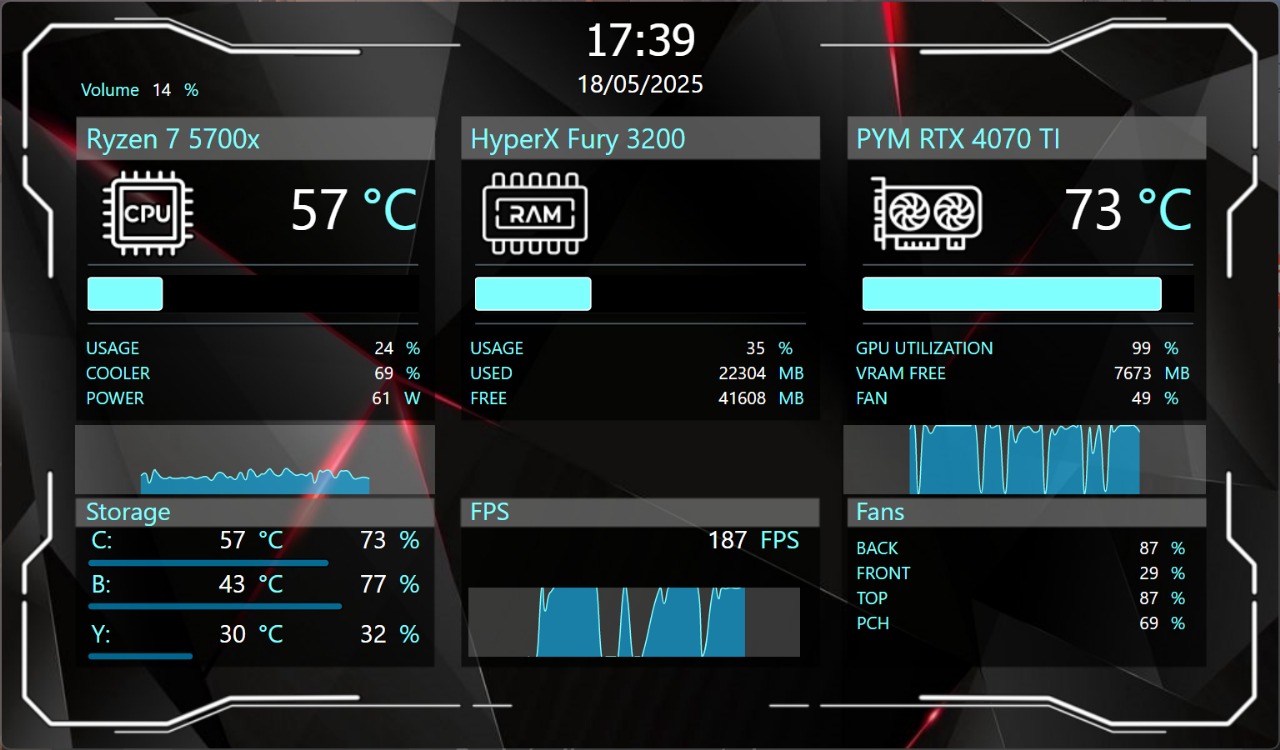 17:39
18/05/2025
Volume 14 %
Ryzen 7 5700x
CPU
57 °C
USAGE 24 %
COOLER 69 %
POWER 61 W
HyperX Fury 3200
RAM
USAGE 35 %
USED 22304 MB
FREE 41608 MB
PYM RTX 4070 TI
73 °C
GPU UTILIZATION 99 %
VRAM FREE 7673 MB
FAN 49 %
Storage
C: 57 °C 73 %
B: 43 °C 77 %
Y: 30 °C 32 %
FPS
187 FPS
Fans
BACK 87 %
FRONT 29 %
TOP 87 %
PCH 69 %